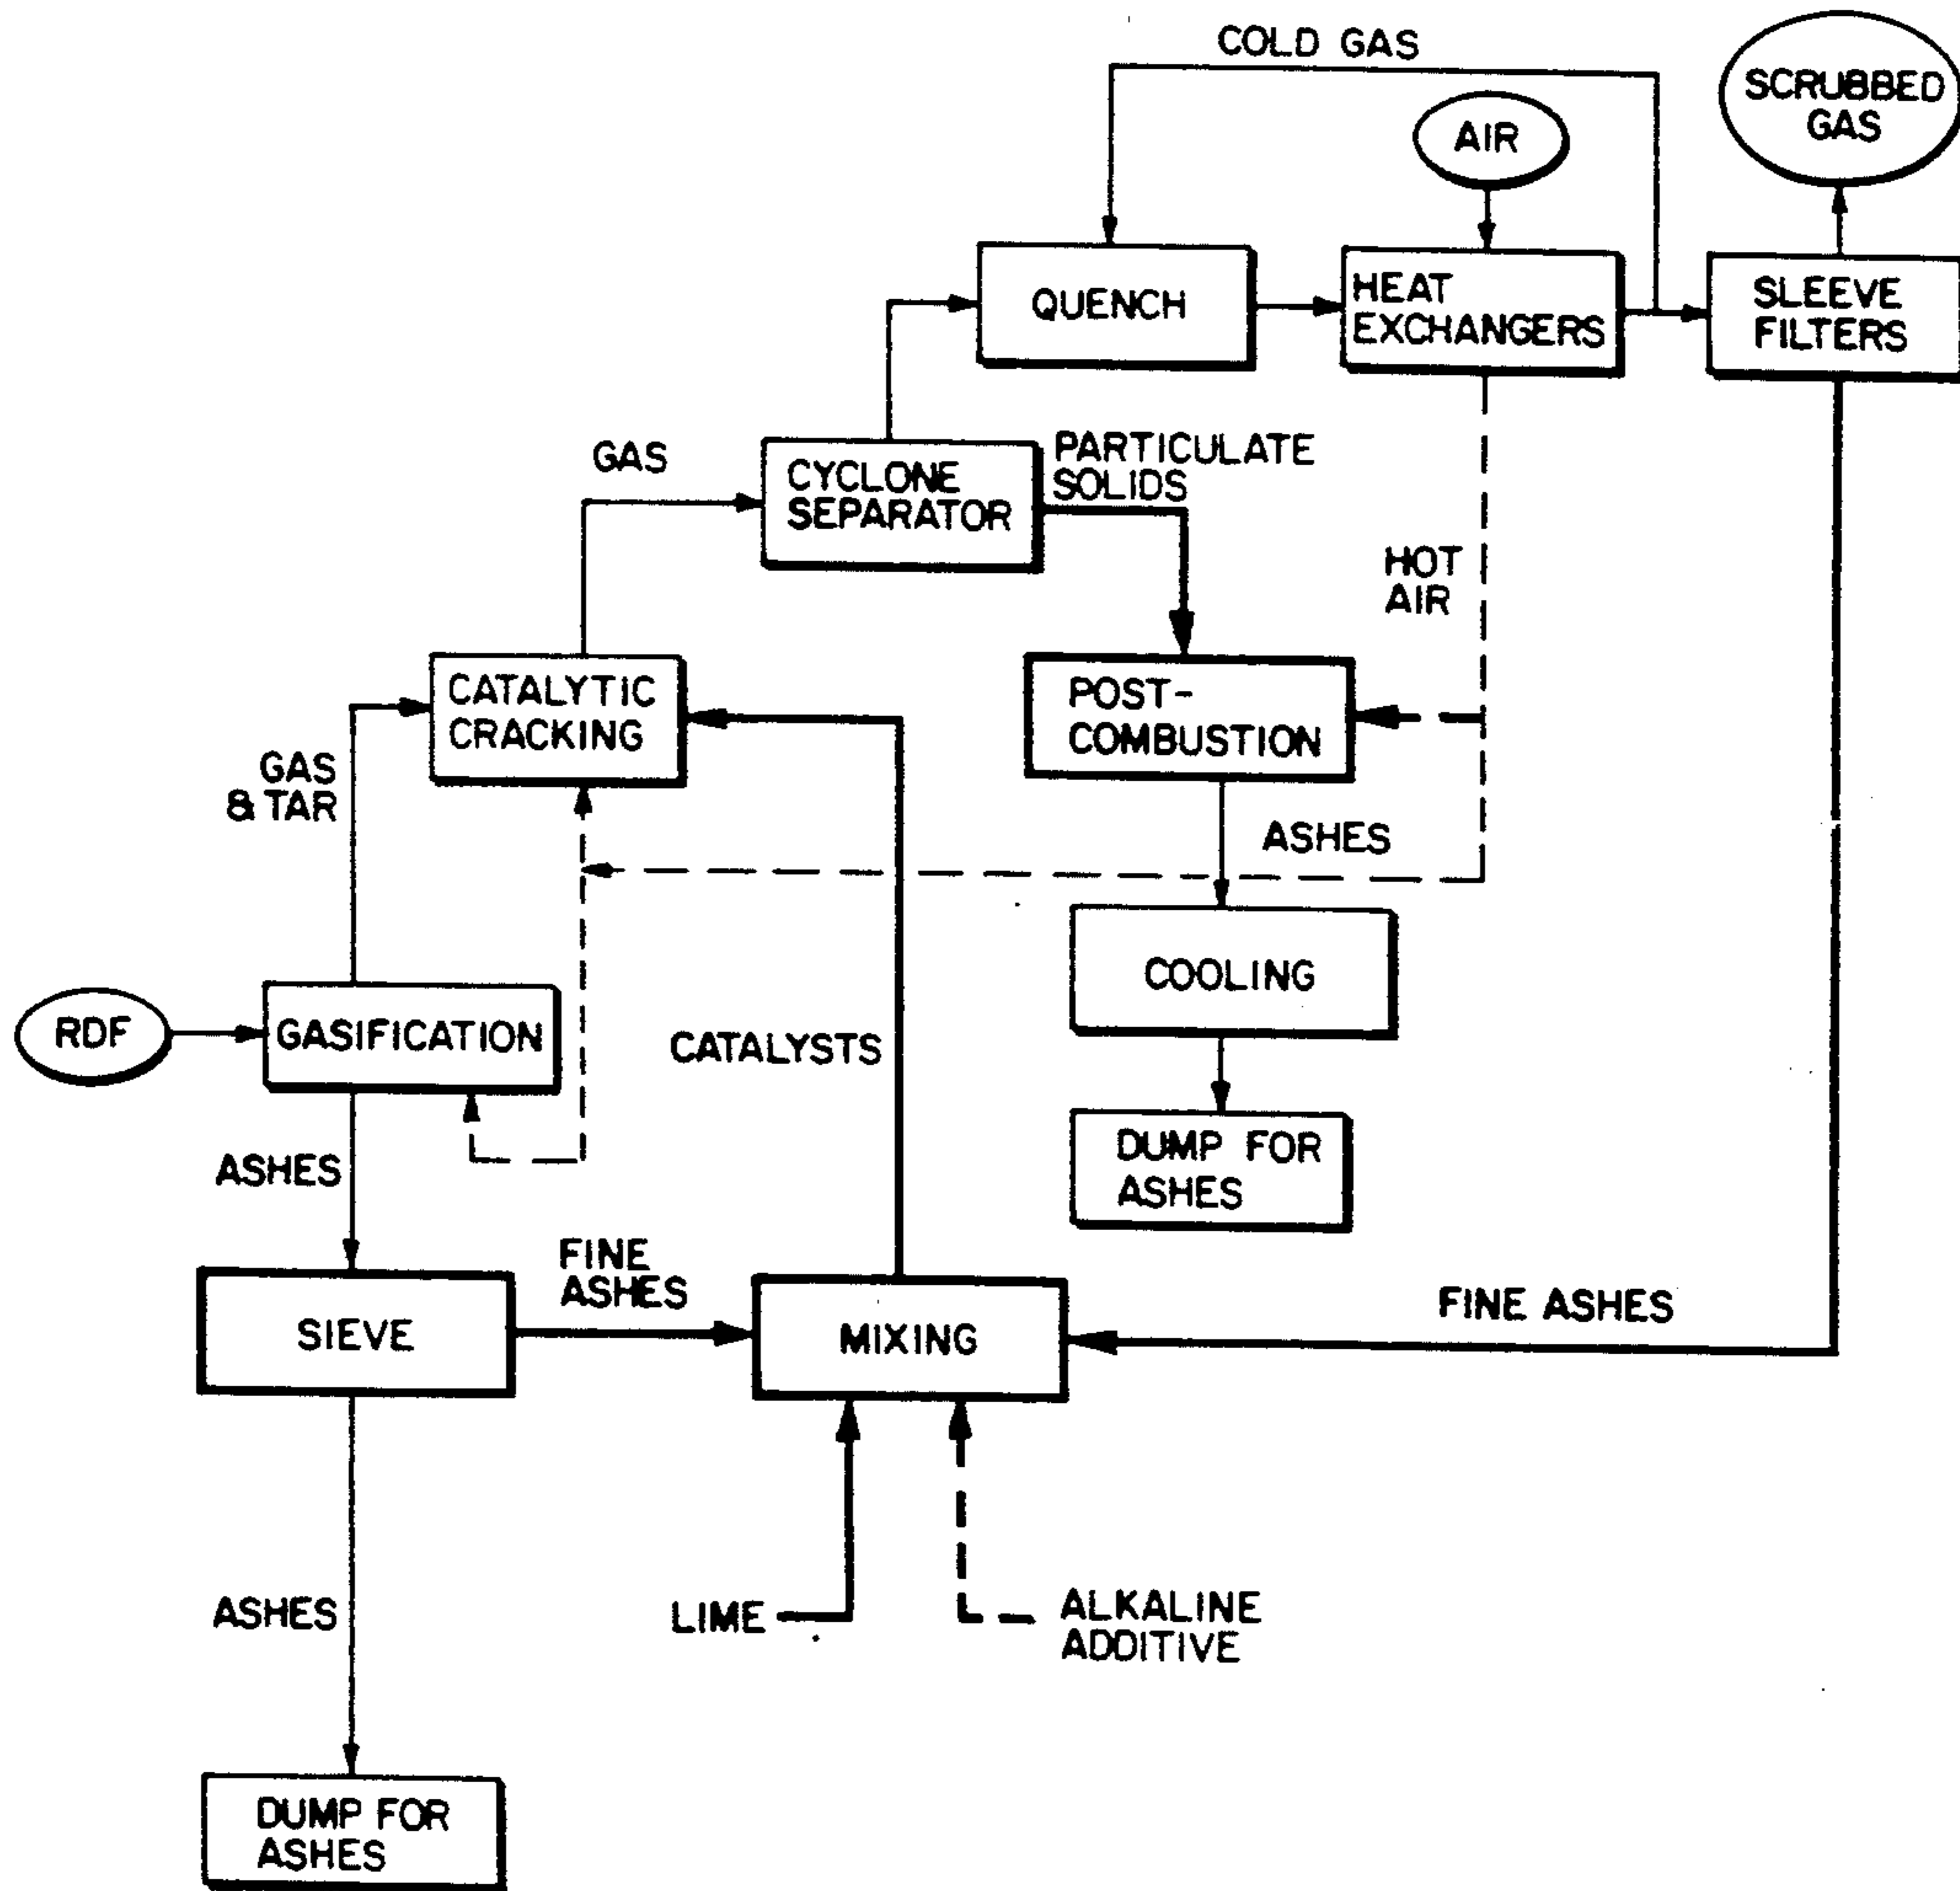 COLD GAS
SCRUBBED
GAS
AIR
QUENCH
HEAT
EXCHANGERS
SLEEVE
FILTERS
GAS
CYCLONE
SEPARATOR
PARTICULATE
SOLIDS
HOT
AIR
CATALYTIC
CRACKING
POST-
COMBUSTION
GAS
& TAR
ASHES
COOLING
RDF
GASIFICATION
CATALYSTS
DUMP FOR
ASHES
ASHES
FINE
ASHES
SIEVE
MIXING
FINE ASHES
ASHES
LIME
ALKALINE
ADDITIVE
DUMP FOR
ASHES